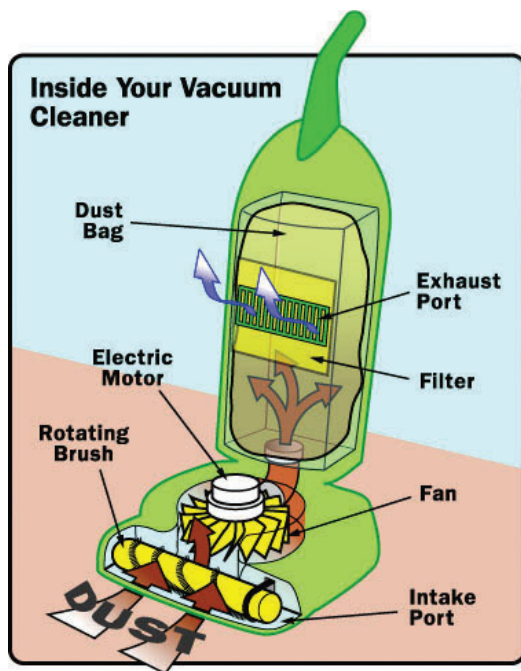 Inside Your Vacuum
Cleaner
Dust
Bag
Exhaust
Port
Electric
Motor
Filter
Rotating
Brush
Fan
DUST
Intake
Port